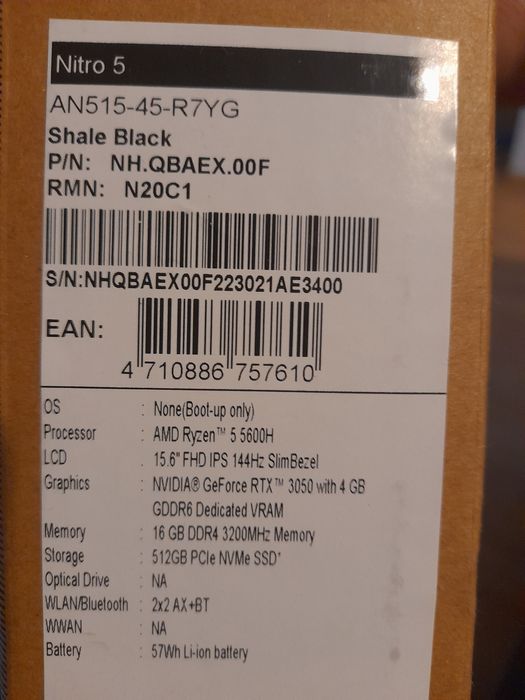 Nitro 5
AN515-45-R7YG
Shale Black
P/N: NH.QBAEX.00F
RMN: N20C1
S/N:NHQBAEX00F223021AE3400
EAN:
4 710886 757610
OS : None(Boot-up only)
Processor : AMD Ryzen™ 5 5600H
LCD : 15.6" FHD IPS 144Hz SlimBezel
Graphics : NVIDIA® GeForce RTX™ 3050 with 4 GB
GDDR6 Dedicated VRAM
Memory : 16 GB DDR4 3200MHz Memory
Storage : 512GB PCIe NVMe SSD*
Optical Drive : NA
WLAN/Bluetooth : 2x2 AX+BT
WWAN : NA
Battery : 57Wh Li-ion battery